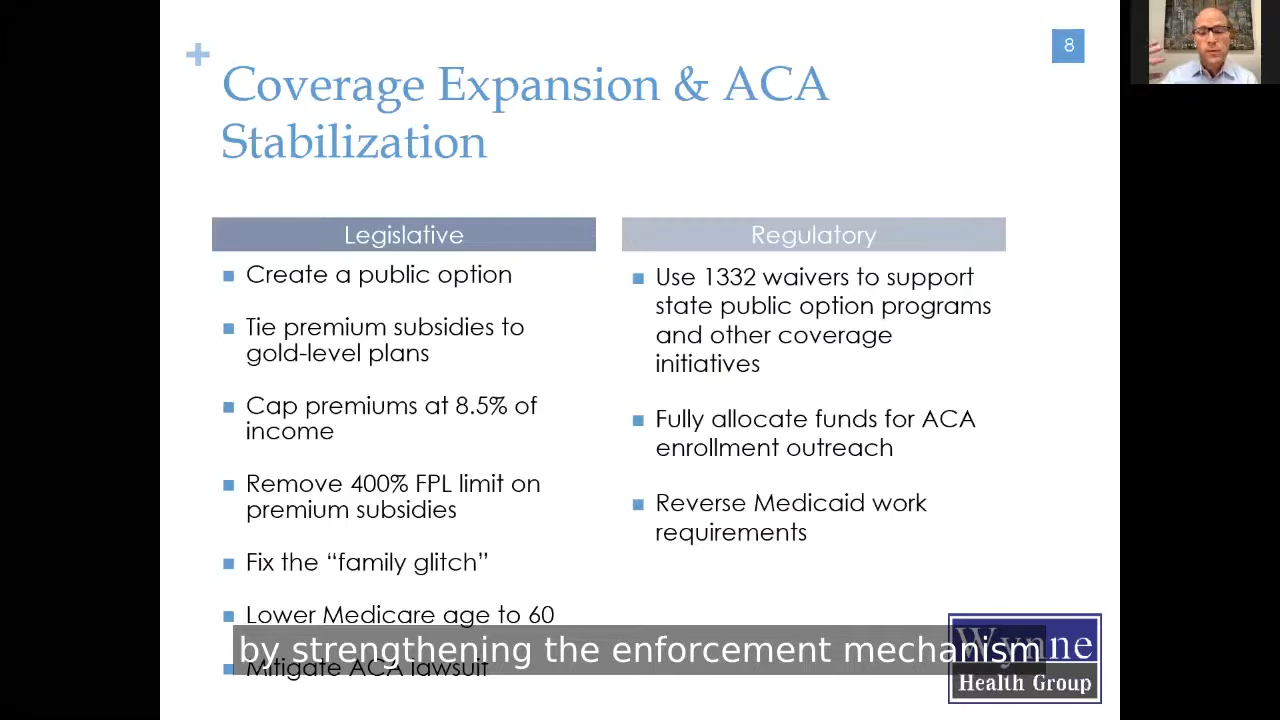 8
Coverage Expansion & ACA
Stabilization
Legislative
Create a public option
Tie premium subsidies to
gold-level plans
Cap premiums at 8.5% of
income
Remove 400% FPL limit on
premium subsidies
Fix the “family glitch”
Lower Medicare age to 60
Mitigate ACA lawsuit
Regulatory
Use 1332 waivers to support
state public option programs
and other coverage
initiatives
Fully allocate funds for ACA
enrollment outreach
Reverse Medicaid work
requirements
by strengthening the enforcement mechanism
Wynne
Health Group